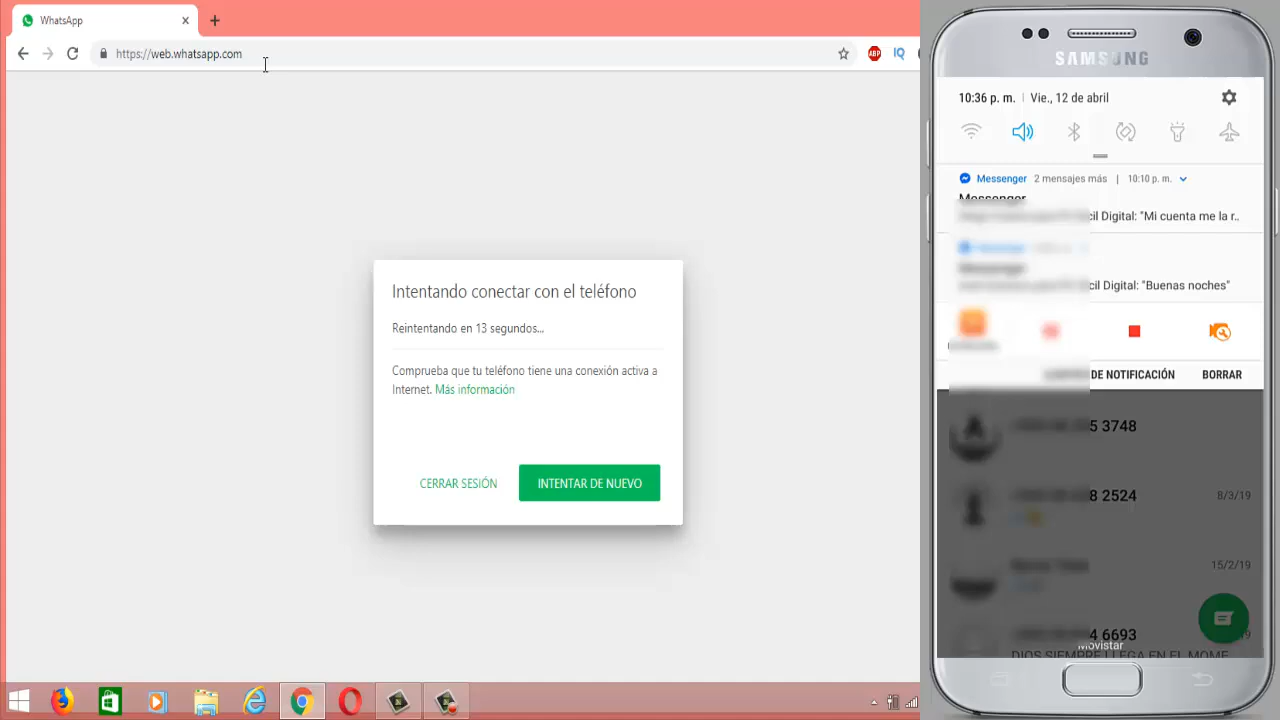 WhatsApp
https://web.whatsapp.com
ABP
IQ
Intentando conectar con el teléfono
Reintentando en 13 segundos...
Comprueba que tu teléfono tiene una conexión activa a
Internet. Más información
CERRAR SESIÓN
INTENTAR DE NUEVO
SAMSUNG
10:36 p. m. | Vie., 12 de abril
Messenger 2 mensajes más | 10:10 p. m.
Messenger
cil Digital: "Mi cuenta me la r..
Messenger
cil Digital: "Buenas noches"
DE NOTIFICACIÓN
BORRAR
5 3748
8 2524
8/3/19
15/2/19
4 6693
9
Movistar
DIOS SIEMPRE LLEGA EN EL MOME